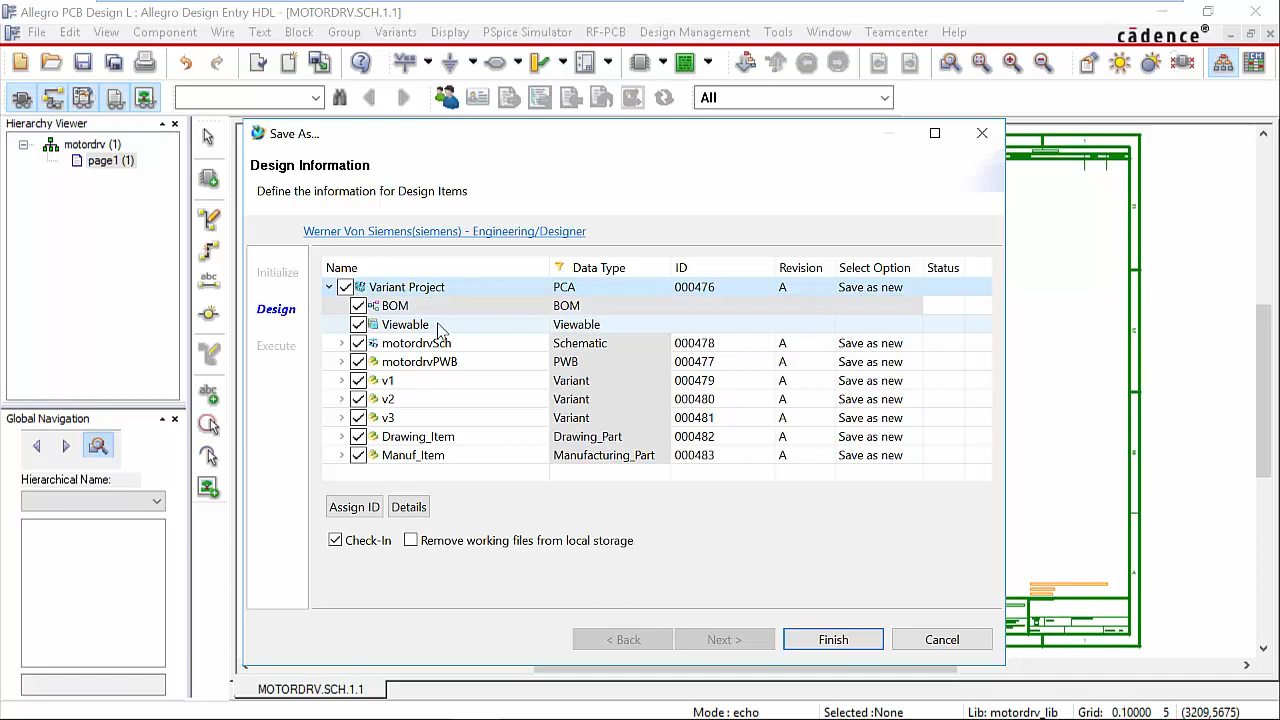 Allegro PCB Design L : Allegro Design Entry HDL - [MOTORDRV.SCH.1.1]
File Edit View Component Wire Text Block Group Variants Display PSpice Simulator RF-PCB Design Management Tools Window Teamcenter Help
cādence®
All
Hierarchy Viewer
motordrv (1)
page1 (1)
Save As...
Design Information
Define the information for Design Items
Werner Von Siemens(siemens) - Engineering/Designer
Initialize
Design
Execute
Name Data Type ID Revision Select Option Status
Variant Project PCA 000476 A Save as new
BOM BOM
Viewable Viewable
Schematic 000478 A Save as new
motordrvPWB PWB 000477 A Save as new
v1 Variant 000479 A Save as new
v2 Variant 000480 A Save as new
v3 Variant 000481 A Save as new
Drawing_Item Drawing_Part 000482 A Save as new
Manuf_Item Manufacturing_Part 000483 A Save as new
Assign ID Details
Check-In Remove working files from local storage
< Back Next > Finish Cancel
Global Navigation
Hierarchical Name:
MOTORDRV.SCH.1.1
Mode : echo Selected :None Lib: motordrv_lib Grid: 0.10000 5 (3209,5675)